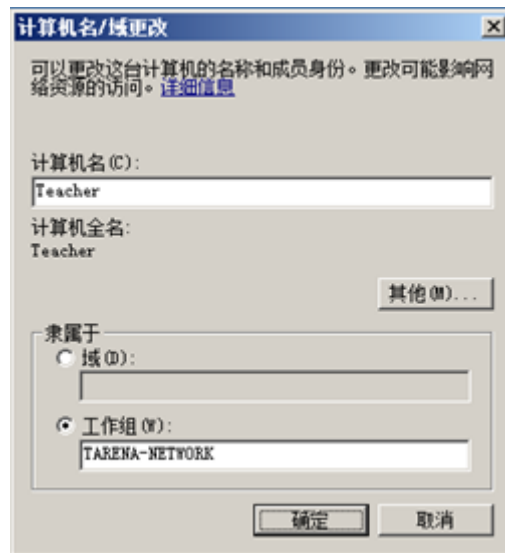 计算机名/域更改
可以更改这台计算机的名称和成员身份。更改可能影响网
络资源的访问。详细信息
计算机名(C):
Teacher
计算机全名:
Teacher
其他(M)...
隶属于
域(D):
工作组(W):
TARENA-NETWORK
确定
取消